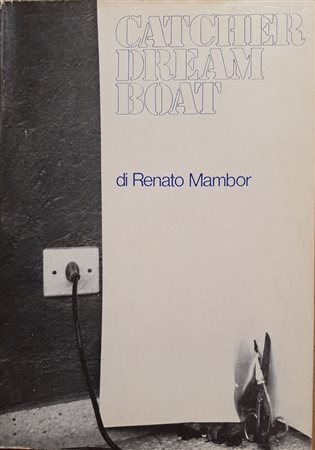 CATCHER
DREAM
BOAT
di Renato Mambor